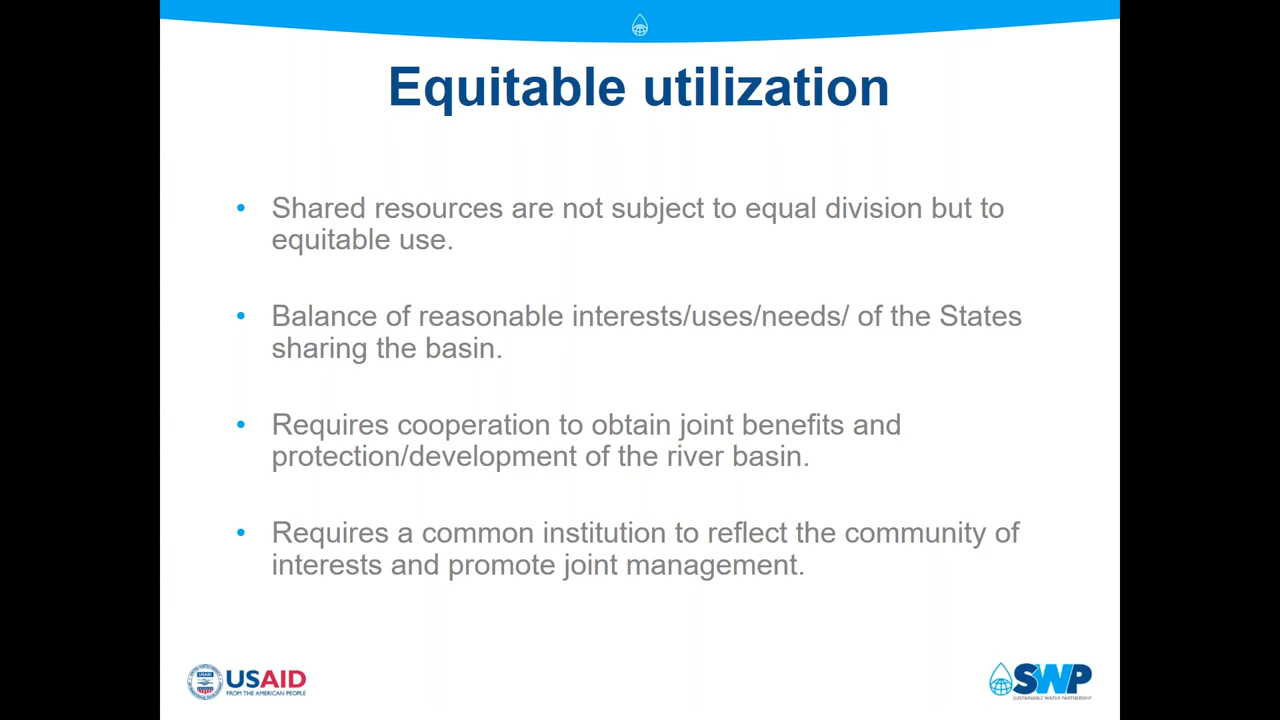 Equitable utilization
• Shared resources are not subject to equal division but to
equitable use.
• Balance of reasonable interests/uses/needs/ of the States
sharing the basin.
• Requires cooperation to obtain joint benefits and
protection/development of the river basin.
• Requires a common institution to reflect the community of
interests and promote joint management.
USAID
FROM THE AMERICAN PEOPLE
SWP
SUSTAINABLE WATER PARTNERSHIP